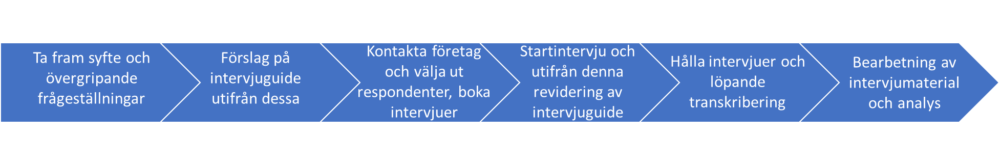 Ta fram syfte och
övergripande
frågeställningar
Förslag på
intervjuguide
utifrån dessa
Kontakta företag
och välja ut
respondenter, boka
intervjuer
Startintervju och
utifrån denna
revidering av
intervjuguide
Hålla intervjuer och
löpande
transkribering
Bearbetning av
intervjumaterial
och analys